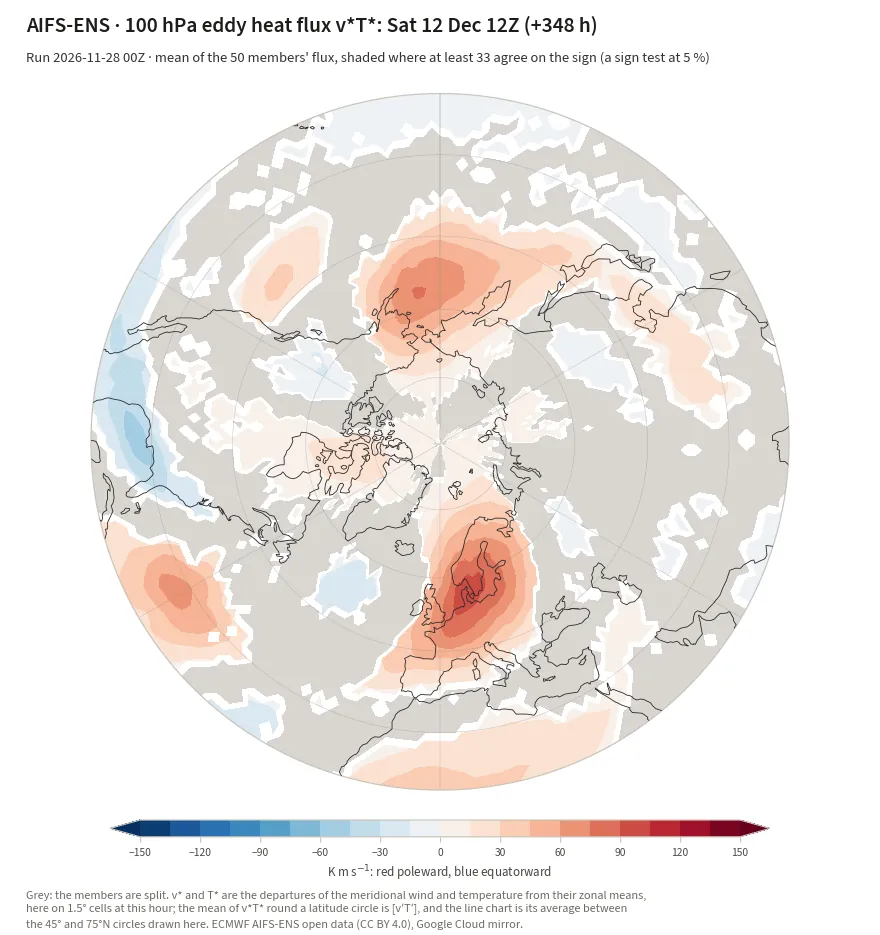 AIFS-ENS · 100 hPa eddy heat flux v*T*: Sat 12 Dec 12Z (+348 h)
Run 2026-11-28 00Z · mean of the 50 members' flux, shaded where at least 33 agree on the sign (a sign test at 5 %)
−150 −120 −90 −60 −30 0 30 60 90 120 150
K m s⁻¹: red poleward, blue equatorward
Grey: the members are split. v* and T* are the departures of the meridional wind and temperature from their zonal means,
here on 1.5° cells at this hour; the mean of v*T* round a latitude circle is [v′T′], and the line chart is its average between
the 45° and 75°N circles drawn here. ECMWF AIFS-ENS open data (CC BY 4.0), Google Cloud mirror.